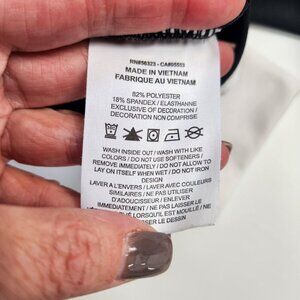 RN#56323 - CA#05553
MADE IN VIETNAM
FABRIQUE AU VIETNAM
82% POLYESTER
18% SPANDEX / ELASTHANNE
EXCLUSIVE OF DECORATION /
DECORATION NON COMPRISE
WASH INSIDE OUT / WASH WITH LIKE
COLORS / DO NOT USE SOFTENERS /
REMOVE IMMEDIATELY / DO NOT ALLOW TO
LAY ON ITSELF WHEN WET / DO NOT IRON
DESIGN
LAVER A L'ENVERS / LAVER AVEC COULEURS
SIMILAIRES / NE PAS UTILISER
D'ADOUCISSEUR / ENLEVER
IMMEDIATEMENT / NE PAS LAISSER LE
LORSQU'IL EST MOUILLE / NE
REPASSER LE DESSIN